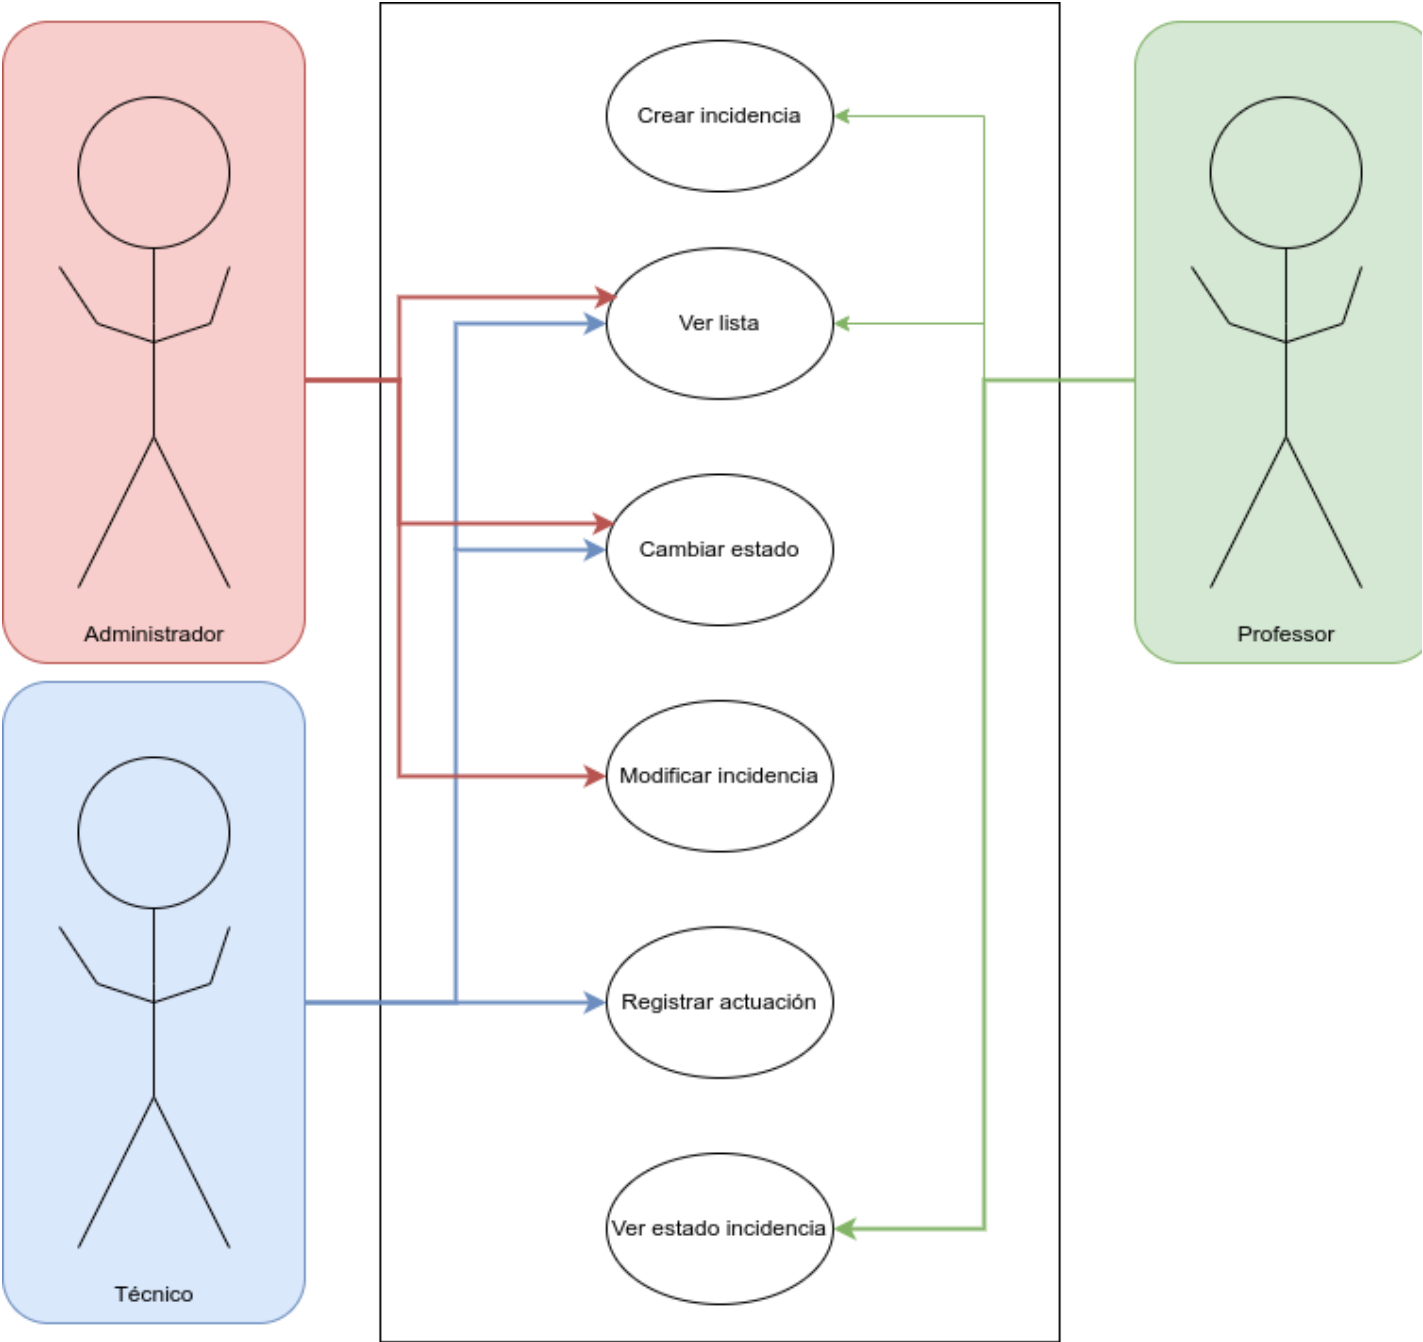 Crear incidencia
Ver lista
Cambiar estado
Administrador
Professor
Modificar incidencia
Registrar actuación
Ver estado incidencia
Técnico